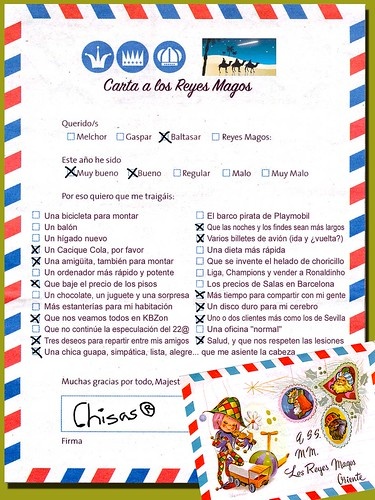 Carta a los Reyes Magos
Querido/s
Melchor Gaspar Baltasar Reyes Magos:
Este año he sido
Muy bueno Bueno Regular Malo Muy Malo
Por eso quiero que me traigáis:
Una bicicleta para montar
Un balón
Un hígado nuevo
Un Cacique Cola, por favor
Una amigüita, también para montar
Un ordenador más rápido y potente
Que baje el precio de los pisos
Un chocolate, un juguete y una sorpresa
Más estanterías para mi habitación
Que nos veamos todos en KBZon
Que no continúe la especulación del 22@
Tres deseos para repartir entre mis amigos
Una chica guapa, simpática, lista, alegre... que me asiente la cabeza
El barco pirata de Playmobil
Que las noches y los findes sean más largos
Varios billetes de avión (ida y ¿vuelta?)
Una dieta más rápida
Que se invente el helado de choricillo
Liga, Champions y vender a Ronaldinho
Los precios de Salas en Barcelona
Más tiempo para compartir con mi gente
Un disco duro para mi cerebro
Uno o dos clientes más como los de Sevilla
Una oficina "normal"
Salud, y que nos respeten las lesiones
Muchas gracias por todo, Majest
Chisas®
Firma
a S.S.
M.M.
Los Reyes Magos
Oriente